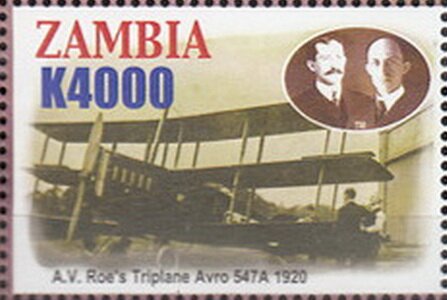 ZAMBIA
K4000
A.V. Roe's Triplane Avro 547A 1920